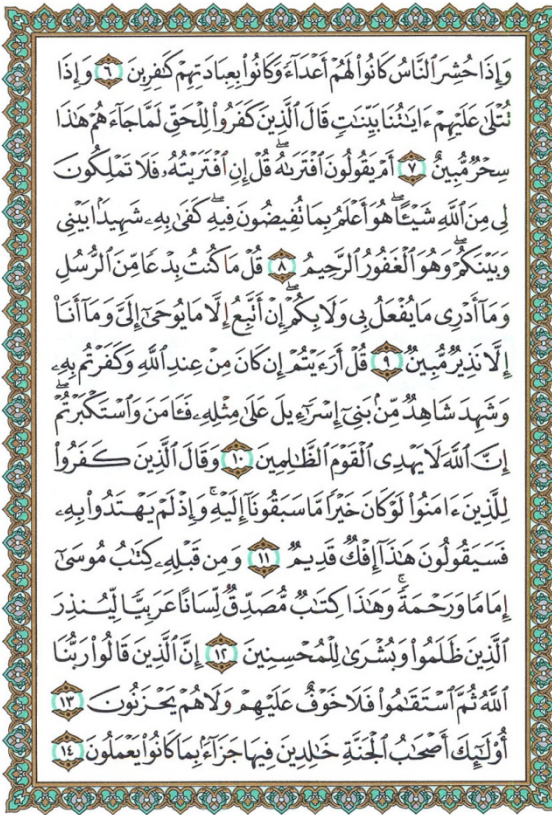 وَإِذَا حُشِرَ ٱلنَّاسُ كَانُوا۟ لَهُمْ أَعْدَآءً وَكَانُوا۟ بِعِبَادَتِهِمْ كَـٰفِرِينَ ٦ وَإِذَا
تُتْلَىٰ عَلَيْهِمْ ءَايَـٰتُنَا بَيِّنَـٰتٍ قَالَ ٱلَّذِينَ كَفَرُوا۟ لِلْحَقِّ لَمَّا جَآءَهُمْ هَـٰذَا
سِحْرٌ مُّبِينٌ ٧ أَمْ يَقُولُونَ ٱفْتَرَىٰهُ ۖ قُلْ إِنِ ٱفْتَرَيْتُهُۥ فَلَا تَمْلِكُونَ
لِى مِنَ ٱللَّهِ شَيْـًٔا ۖ هُوَ أَعْلَمُ بِمَا تُفِيضُونَ فِيهِ ۖ كَفَىٰ بِهِۦ شَهِيدًۢا بَيْنِى
وَبَيْنَكُمْ ۖ وَهُوَ ٱلْغَفُورُ ٱلرَّحِيمُ ٨ قُلْ مَا كُنتُ بِدْعًا مِّنَ ٱلرُّسُلِ
وَمَآ أَدْرِى مَا يُفْعَلُ بِى وَلَا بِكُمْ ۖ إِنْ أَتَّبِعُ إِلَّا مَا يُوحَىٰٓ إِلَىَّ وَمَآ أَنَا۠
إِلَّا نَذِيرٌ مُّبِينٌ ٩ قُلْ أَرَءَيْتُمْ إِن كَانَ مِنْ عِندِ ٱللَّهِ وَكَفَرْتُم بِهِۦ
وَشَهِدَ شَاهِدٌ مِّنۢ بَنِىٓ إِسْرَٰٓءِيلَ عَلَىٰ مِثْلِهِۦ فَـَٔامَنَ وَٱسْتَكْبَرْتُمْ ۖ
إِنَّ ٱللَّهَ لَا يَهْدِى ٱلْقَوْمَ ٱلظَّـٰلِمِينَ ١٠ وَقَالَ ٱلَّذِينَ كَفَرُوا۟
لِلَّذِينَ ءَامَنُوا۟ لَوْ كَانَ خَيْرًا مَّا سَبَقُونَآ إِلَيْهِ ۚ وَإِذْ لَمْ يَهْتَدُوا۟ بِهِۦ
فَسَيَقُولُونَ هَـٰذَآ إِفْكٌ قَدِيمٌ ١١ وَمِن قَبْلِهِۦ كِتَـٰبُ مُوسَىٰٓ
إِمَامًا وَرَحْمَةً ۚ وَهَـٰذَا كِتَـٰبٌ مُّصَدِّقٌ لِّسَانًا عَرَبِيًّا لِّيُنذِرَ
ٱلَّذِينَ ظَلَمُوا۟ وَبُشْرَىٰ لِلْمُحْسِنِينَ ١٢ إِنَّ ٱلَّذِينَ قَالُوا۟ رَبُّنَا
ٱللَّهُ ثُمَّ ٱسْتَقَـٰمُوا۟ فَلَا خَوْفٌ عَلَيْهِمْ وَلَا هُمْ يَحْزَنُونَ ١٣
أُو۟لَـٰٓئِكَ أَصْحَـٰبُ ٱلْجَنَّةِ خَـٰلِدِينَ فِيهَا جَزَآءًۢ بِمَا كَانُوا۟ يَعْمَلُونَ ١٤